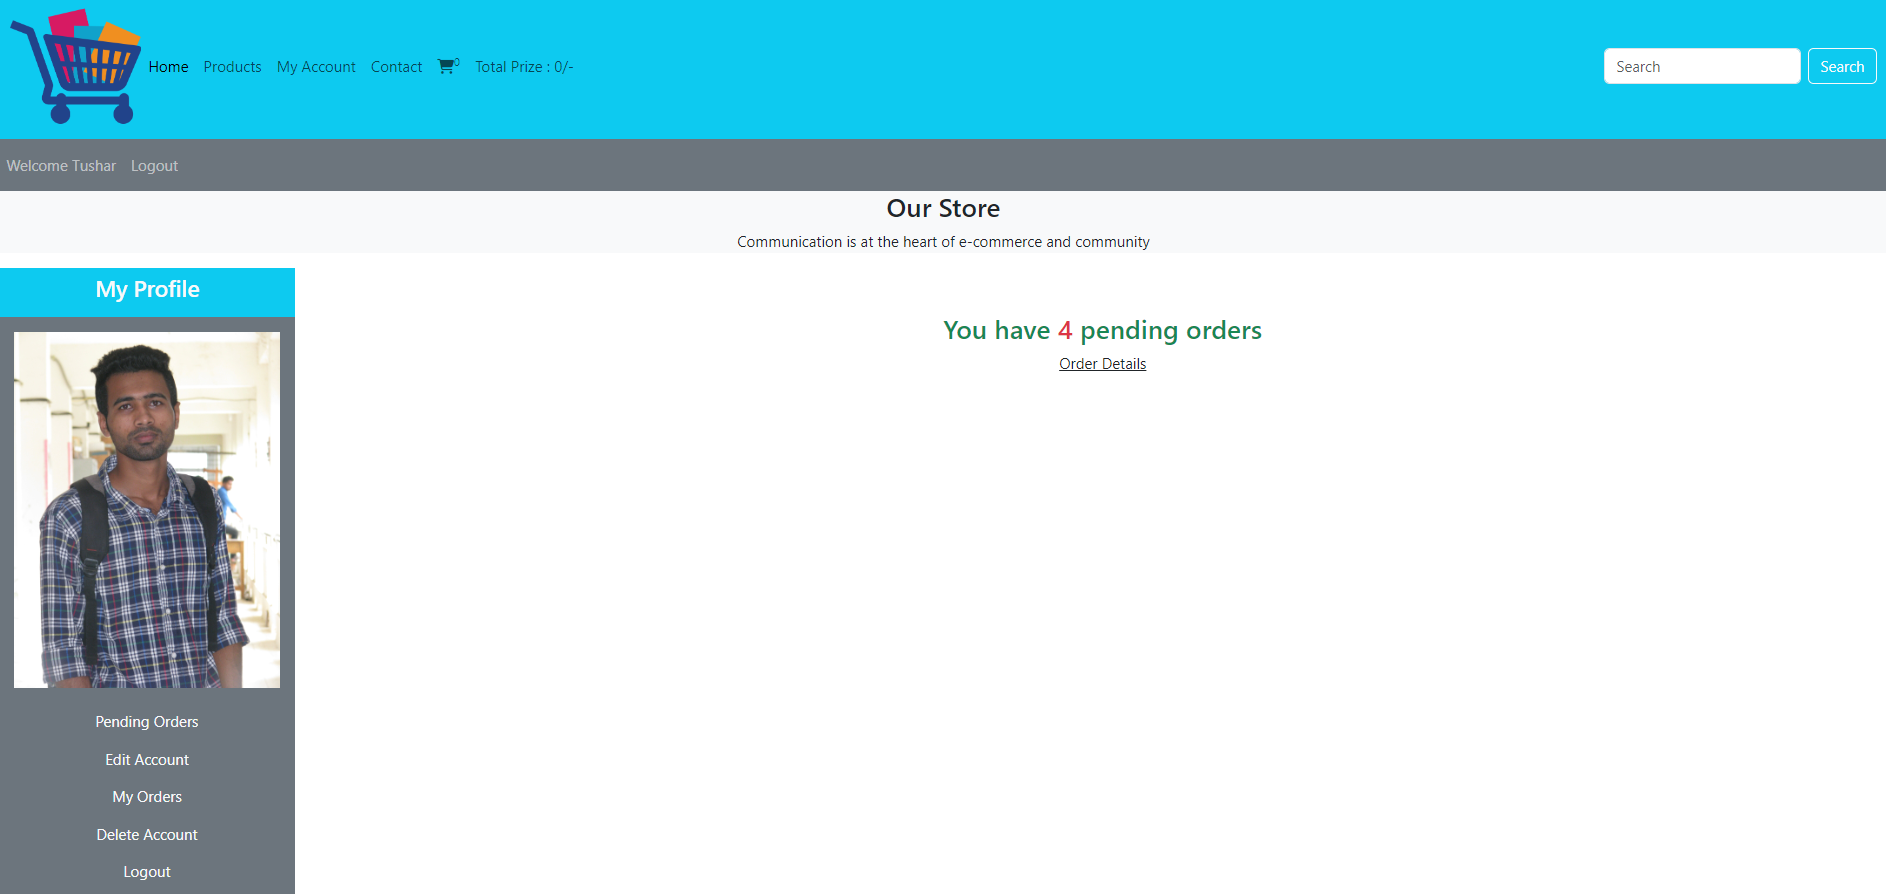 Home Products My Account Contact 0 Total Prize : 0/- Search Search
Welcome Tushar Logout
Our Store
Communication is at the heart of e-commerce and community
My Profile
You have 4 pending orders
Order Details
Pending Orders
Edit Account
My Orders
Delete Account
Logout